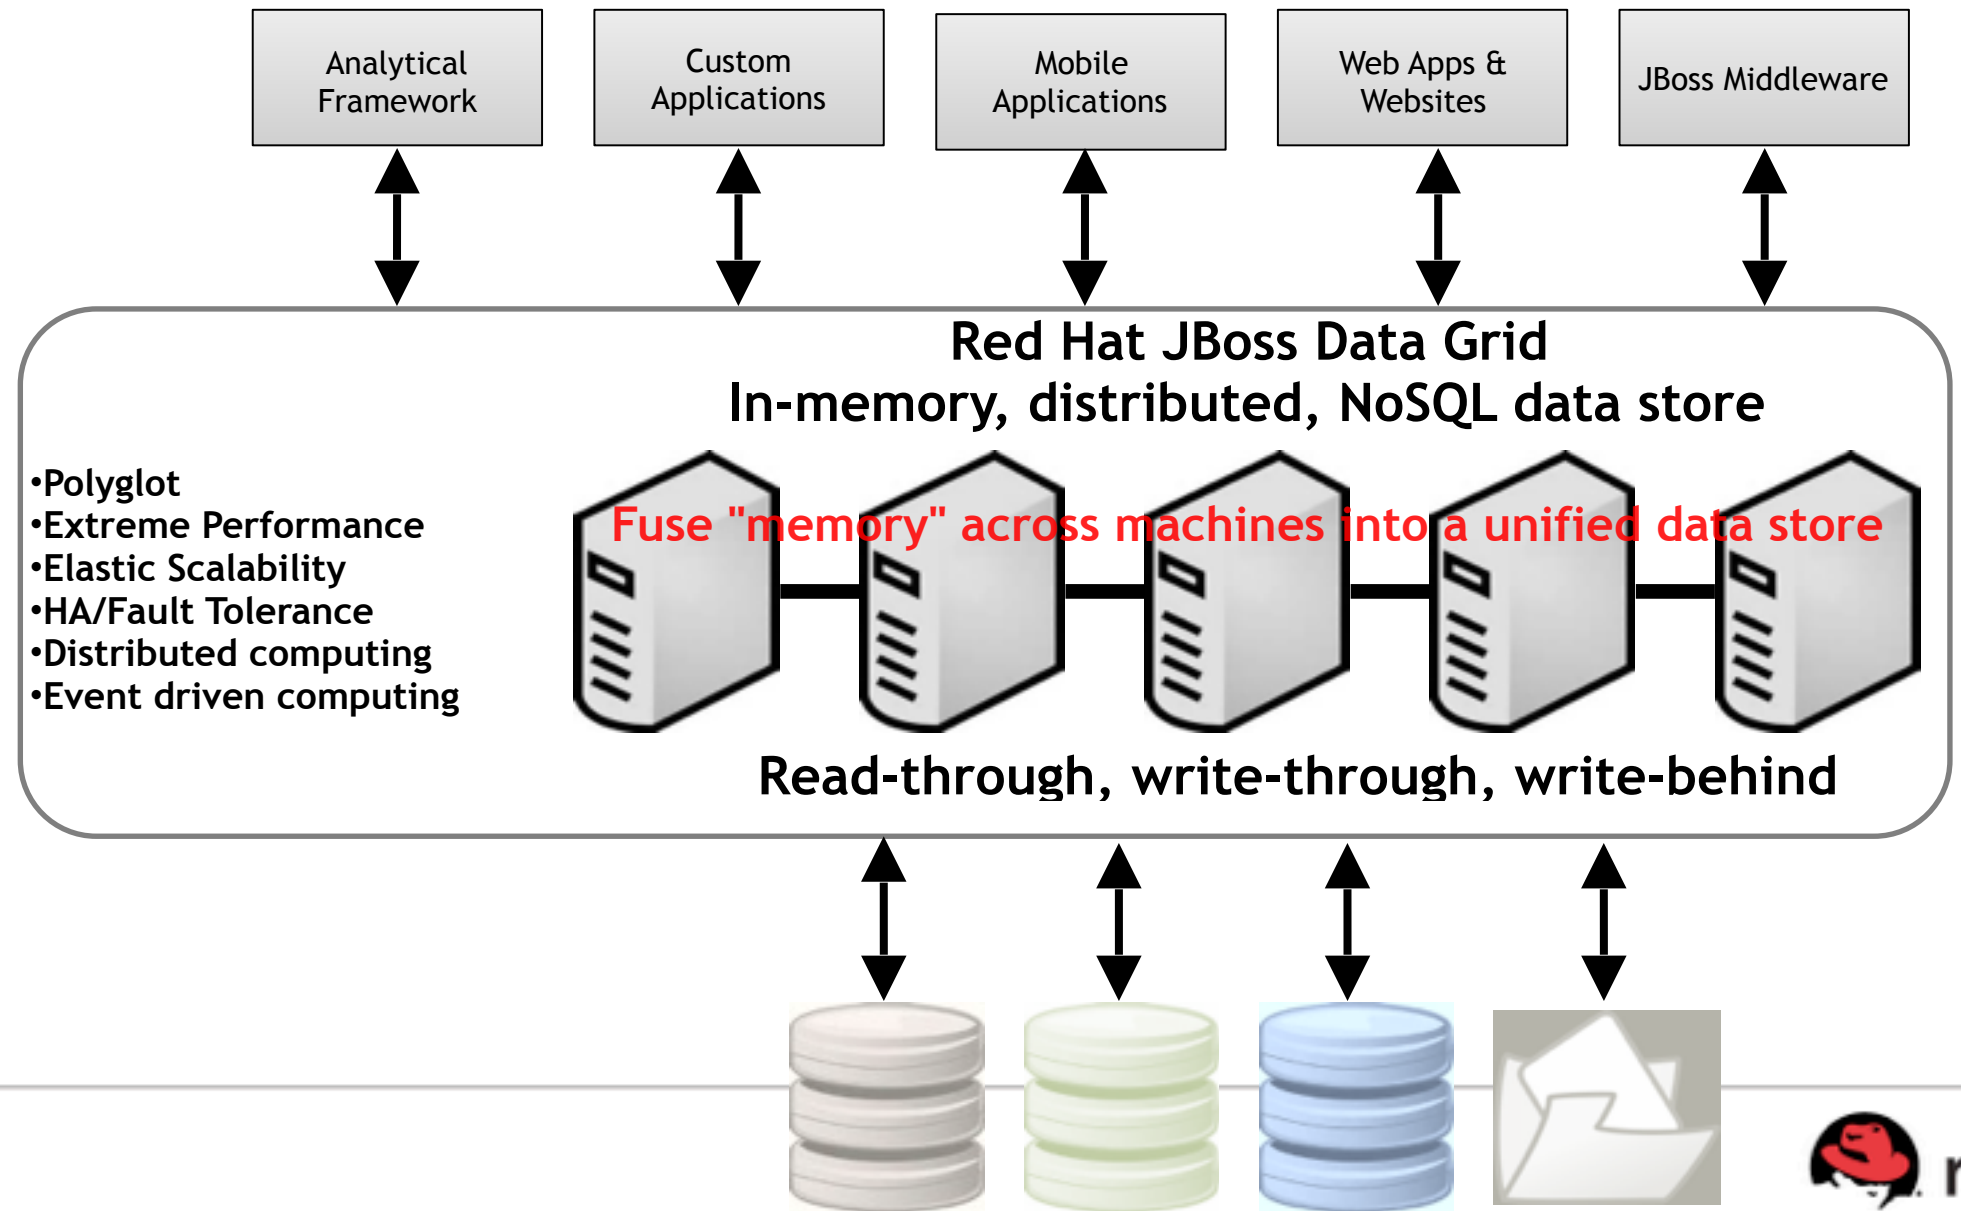 Analytical
Framework
Custom
Applications
Mobile
Applications
Web Apps &
Websites
JBoss Middleware
Red Hat JBoss Data Grid
In-memory, distributed, NoSQL data store
•Polyglot
•Extreme Performance
•Elastic Scalability
•HA/Fault Tolerance
•Distributed computing
•Event driven computing
Fuse "memory" across machines into a unified data store
Read-through, write-through, write-behind